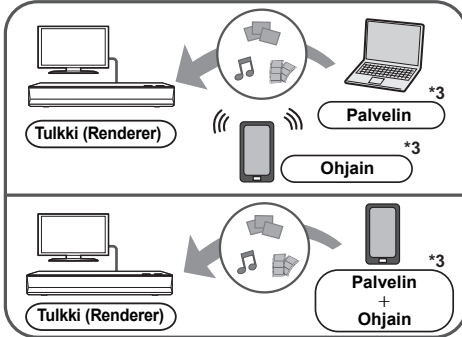 *3
Palvelin
Tulkki (Renderer)
*3
Ohjain
*3
Palvelin
+
Ohjain
Tulkki (Renderer)